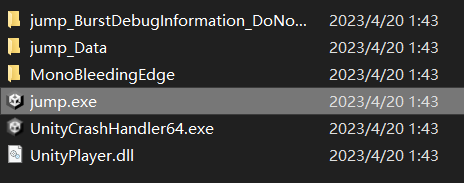 jump_BurstDebugInformation_DoNo... 2023/4/20 1:43
jump_Data 2023/4/20 1:43
MonoBleedingEdge 2023/4/20 1:43
jump.exe 2023/4/20 1:43
UnityCrashHandler64.exe 2023/4/20 1:43
UnityPlayer.dll 2023/4/20 1:43